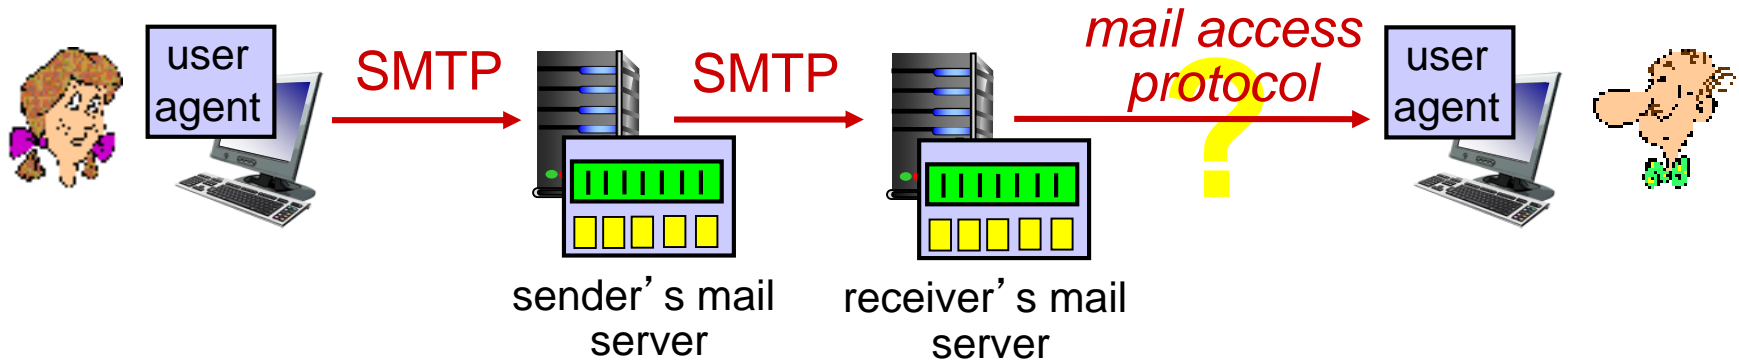 user
agent
SMTP
SMTP
mail access
protocol
?
user
agent
sender’s mail
server
receiver’s mail
server